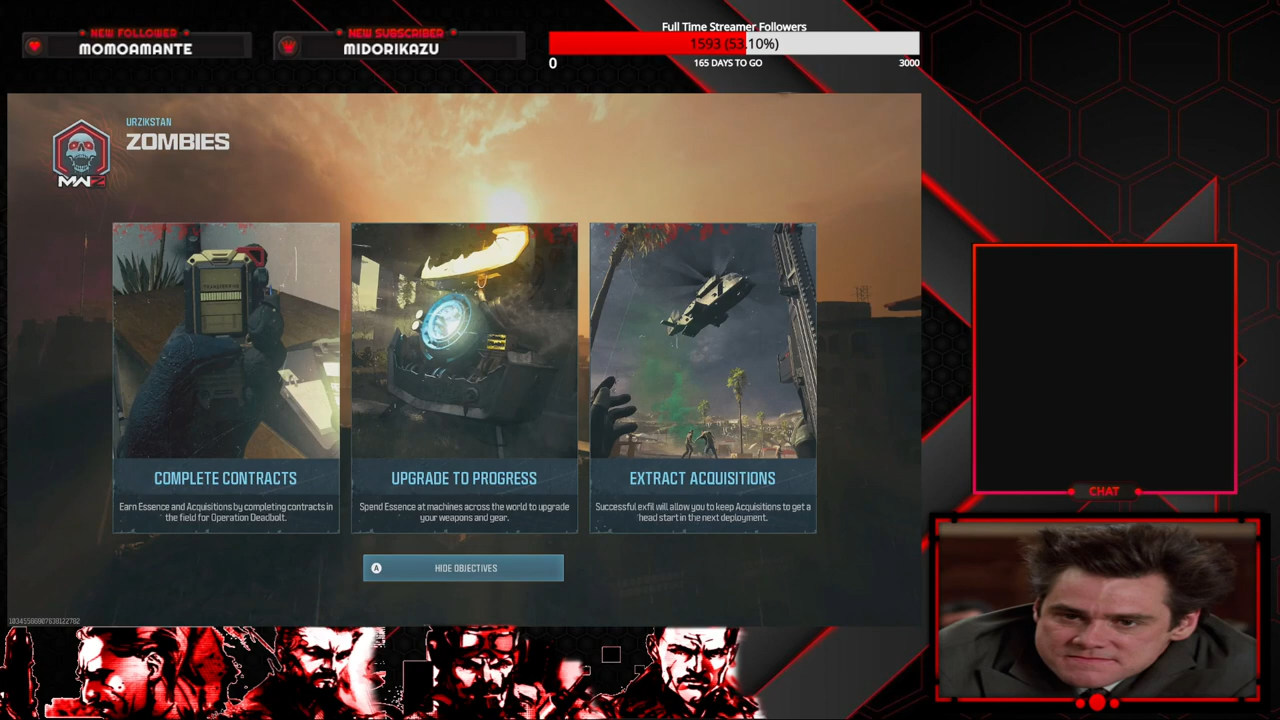 NEW FOLLOWER
MOMOAMANTE
NEW SUBSCRIBER
MIDORIKAZU
Full Time Streamer Followers
1593 (53.10%)
0
165 DAYS TO GO
3000
URZIKSTAN
ZOMBIES
MWZ
TRANSFERRING
COMPLETE CONTRACTS
Earn Essence and Acquisitions by completing contracts in
the field for Operation Deadbolt.
UPGRADE TO PROGRESS
Spend Essence at machines across the world to upgrade
your weapons and gear.
EXTRACT ACQUISITIONS
Successful exfil will allow you to keep Acquisitions to get a
head start in the next deployment.
A HIDE OBJECTIVES
CHAT